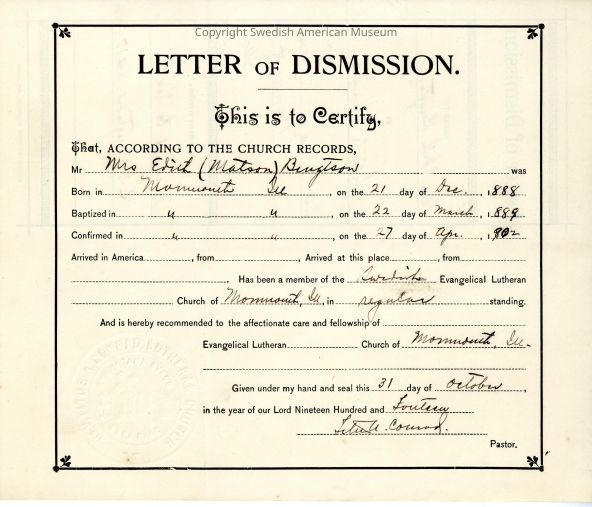 Copyright Swedish American Museum
LETTER OF DISMISSION.
This is to Certify,
That, ACCORDING TO THE CHURCH RECORDS,
Mr Mrs Edith (Matson) Bengtson was
Born in Monmouth Ill, on the 21 day of Dec., 1888
Baptized in " ", on the 22 day of March, 1889
Confirmed in " ", on the 27 day of Apr., 1902
Arrived in America, from, Arrived at this place, from
Has been a member of the Swedish Evangelical Lutheran
Church of Monmouth, Ill, in regular standing.
And is hereby recommended to the affectionate care and fellowship of
Evangelical Lutheran Church of Monmouth, Ill-
Given under my hand and seal this 31 day of October,
in the year of our Lord Nineteen Hundred and Fourteen
Conrad.
Pastor.